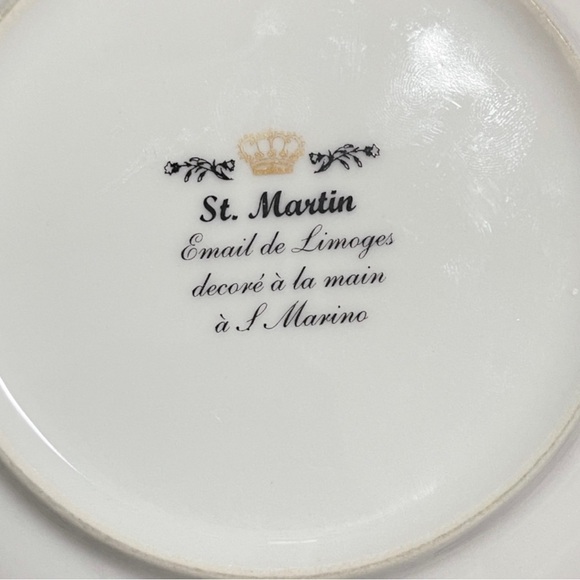 St. Martin
Email de Limoges
decoré à la main
à S Marino